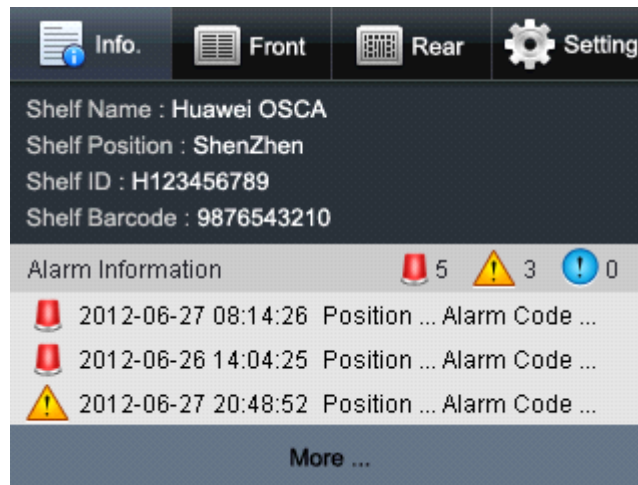 Info. Front Rear Setting
Shelf Name : Huawei OSCA
Shelf Position : ShenZhen
Shelf ID : H123456789
Shelf Barcode : 9876543210
Alarm Information 5 3 0
2012-06-27 08:14:26 Position ... Alarm Code ...
2012-06-26 14:04:25 Position ... Alarm Code ...
2012-06-27 20:48:52 Position ... Alarm Code ...
More ...